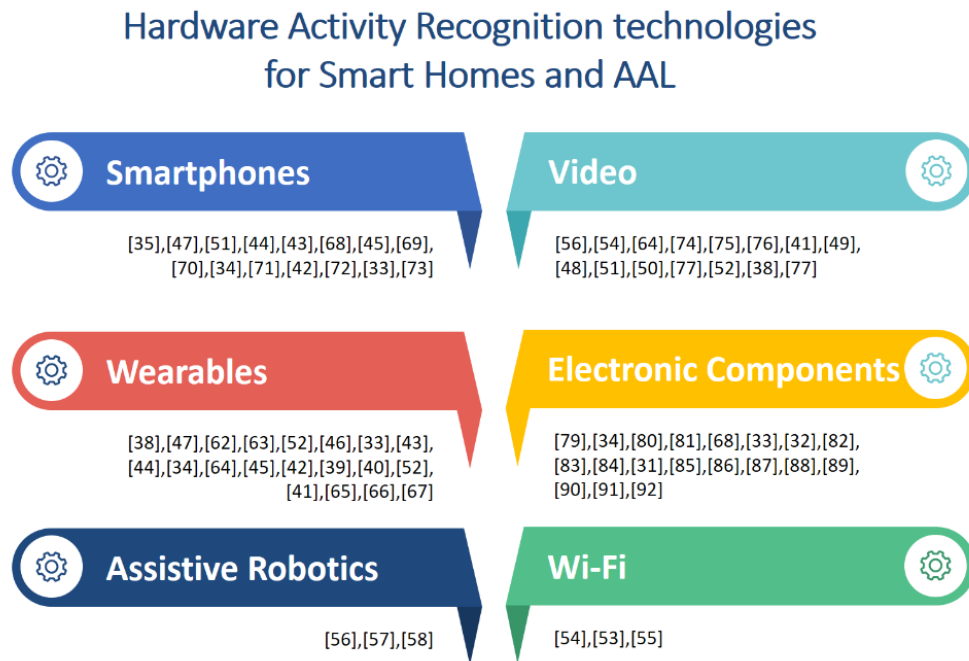 Hardware Activity Recognition technologies
for Smart Homes and AAL
Smartphones
[35],[47],[51],[44],[43],[68],[45],[69],
[70],[34],[71],[42],[72],[33],[73]
Video
[56],[54],[64],[74],[75],[76],[41],[49],
[48],[51],[50],[77],[52],[38],[77]
Wearables
[38],[47],[62],[63],[52],[46],[33],[43],
[44],[34],[64],[45],[42],[39],[40],[52],
[41],[65],[66],[67]
Electronic Components
[79],[34],[80],[81],[68],[33],[32],[82],
[83],[84],[31],[85],[86],[87],[88],[89],
[90],[91],[92]
Assistive Robotics
[56],[57],[58]
Wi-Fi
[54],[53],[55]